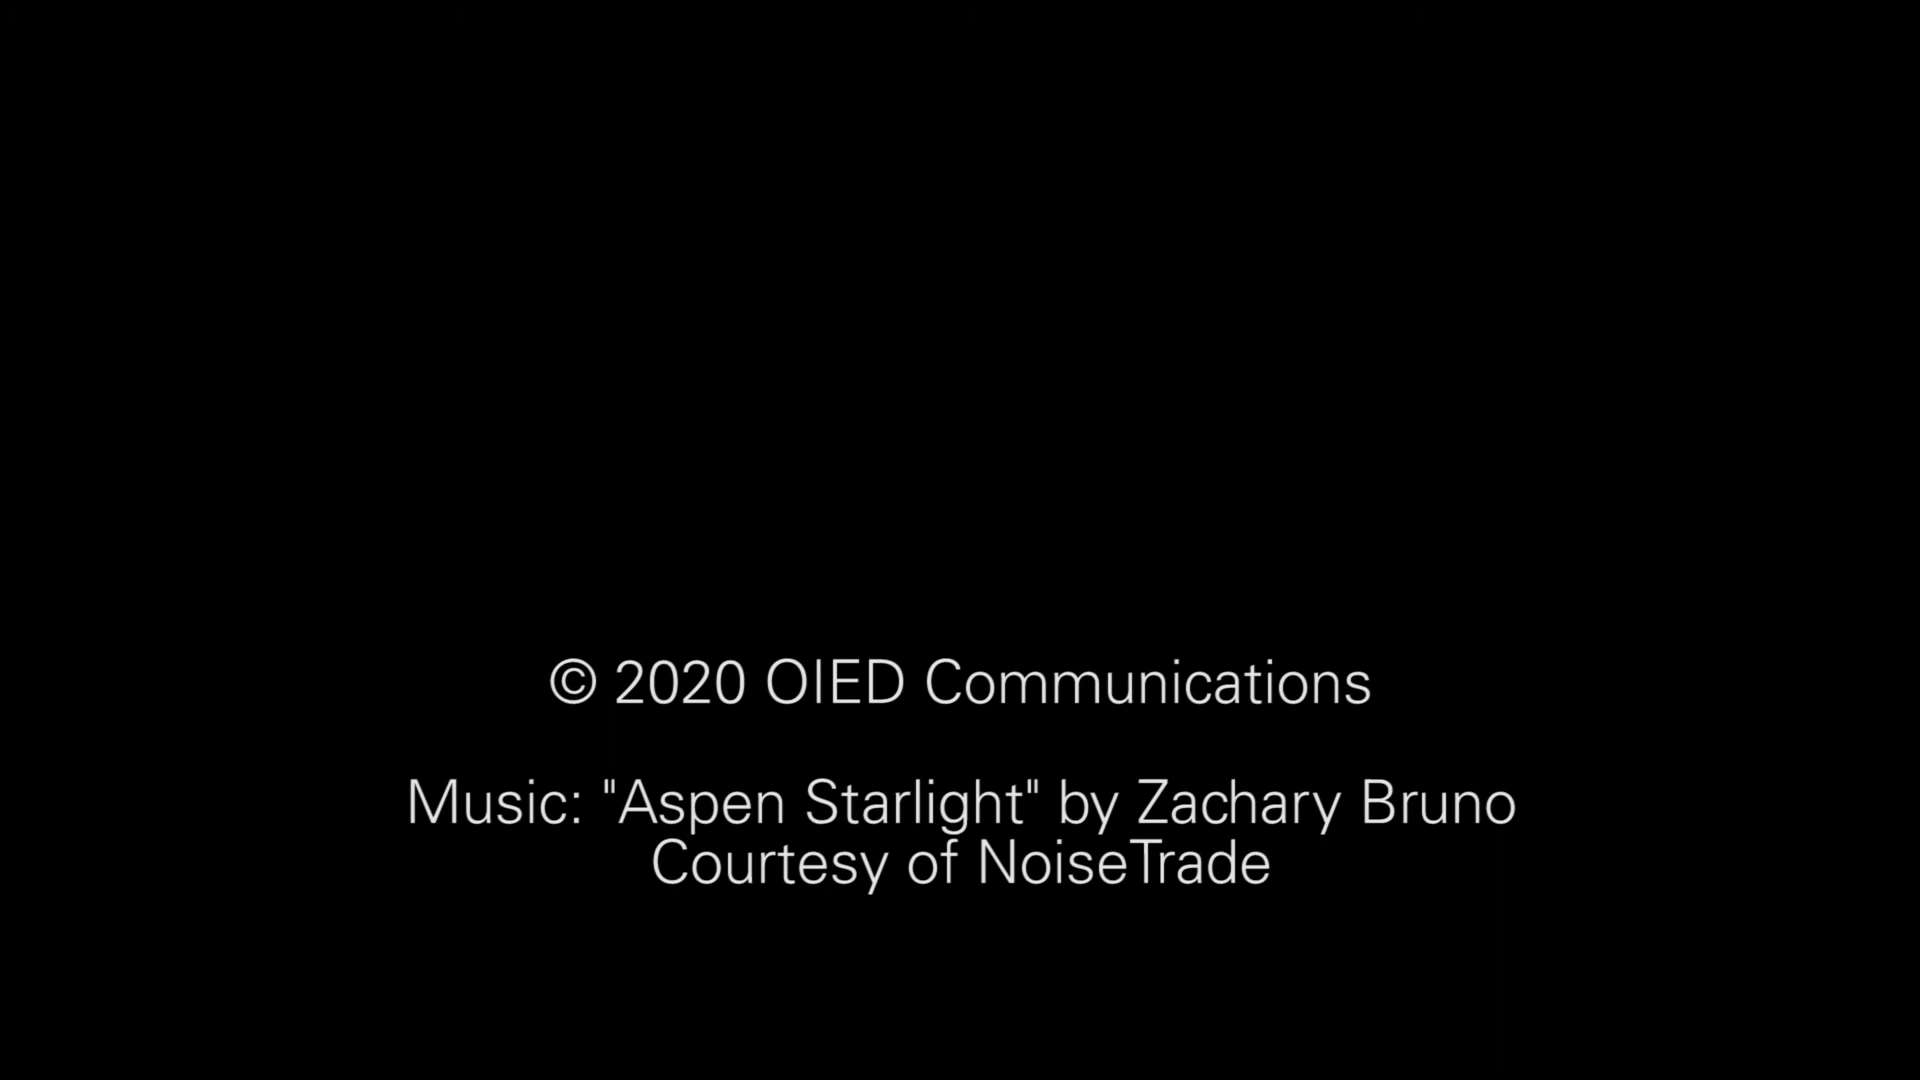 © 2020 OIED Communications
Music: "Aspen Starlight" by Zachary Bruno
Courtesy of NoiseTrade